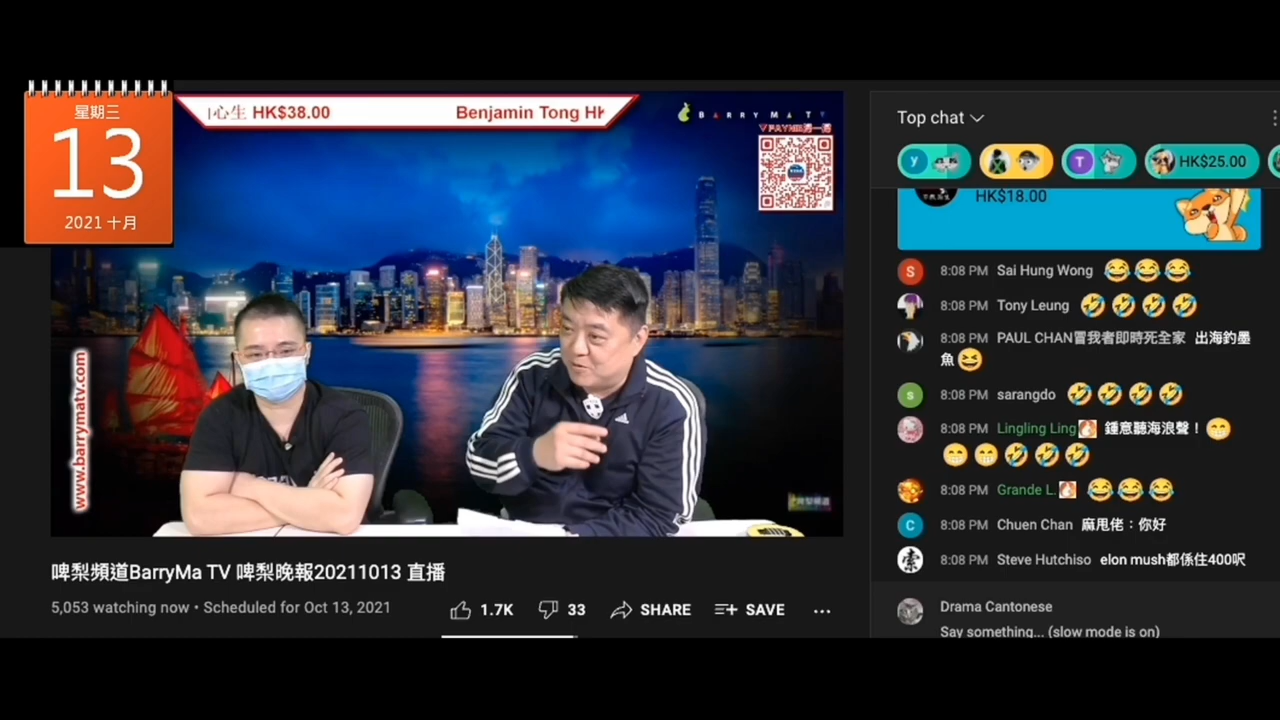 星期三
13
2021 十月
心生 HK$38.00
Benjamin Tong HK
BARRY MA TV
www.barrymatv.com
啤梨頻道BarryMa TV 啤梨晚報20211013 直播
5,053 watching now • Scheduled for Oct 13, 2021
1.7K
33
SHARE
SAVE
Top chat
y
T
HK$25.00
HK$18.00
S
8:08 PM Sai Hung Wong 😂😂😂
8:08 PM Tony Leung 🤣🤣🤣🤣
8:08 PM PAUL CHAN冒我者即時死全家 出海釣墨
魚😆
s
8:08 PM sarangdo 🤣🤣🤣🤣
8:08 PM Lingling Ling 鍾意聽海浪聲！😁
😁😁🤣🤣🤣
8:08 PM Grande L. 😂😂😂
C
8:08 PM Chuen Chan 麻甩佬：你好
8:08 PM Steve Hutchiso elon mush都係住400呎
Drama Cantonese
Say something... (slow mode is on)